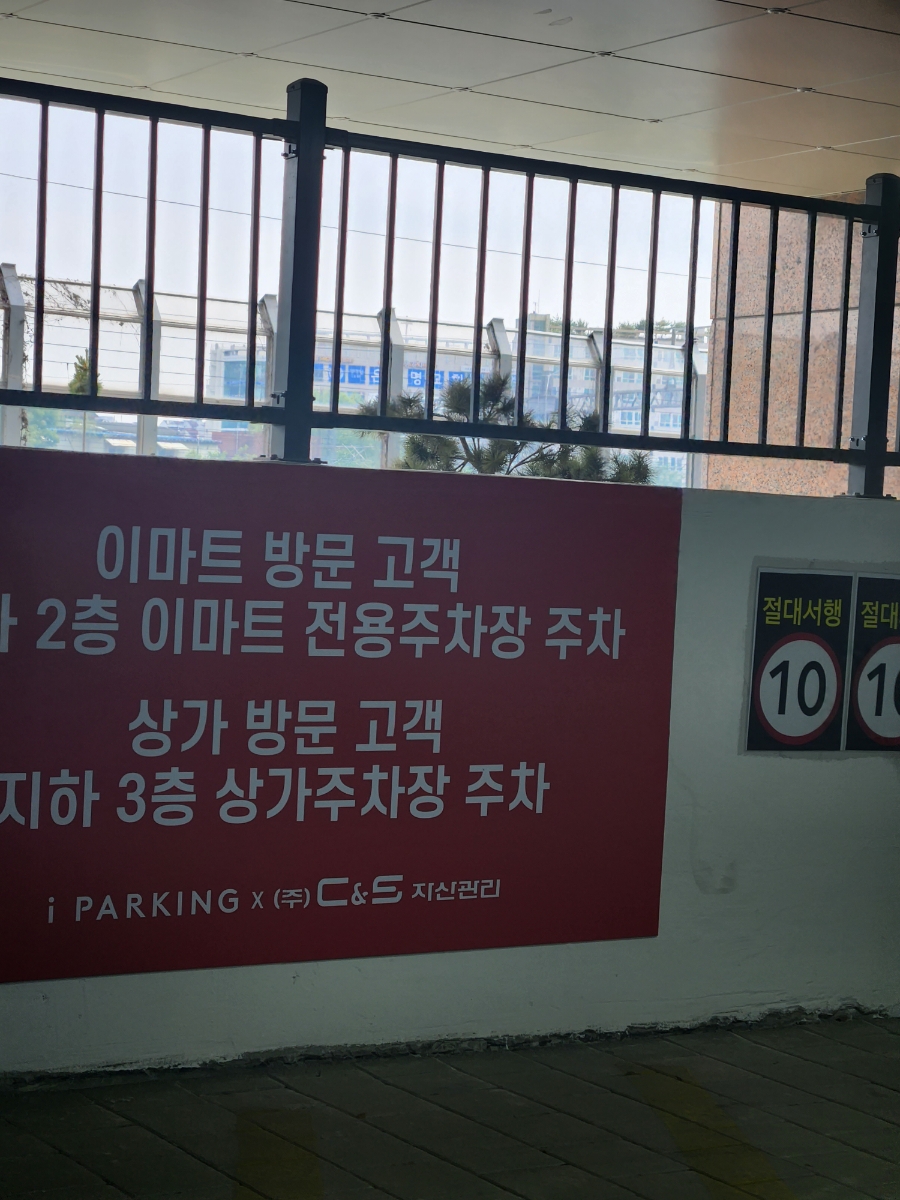 이마트 방문 고객
하 2층 이마트 전용주차장 주차
상가 방문 고객
지하 3층 상가주차장 주차
i PARKING x (주) C&S 자산관리
절대서행
10
절대
10